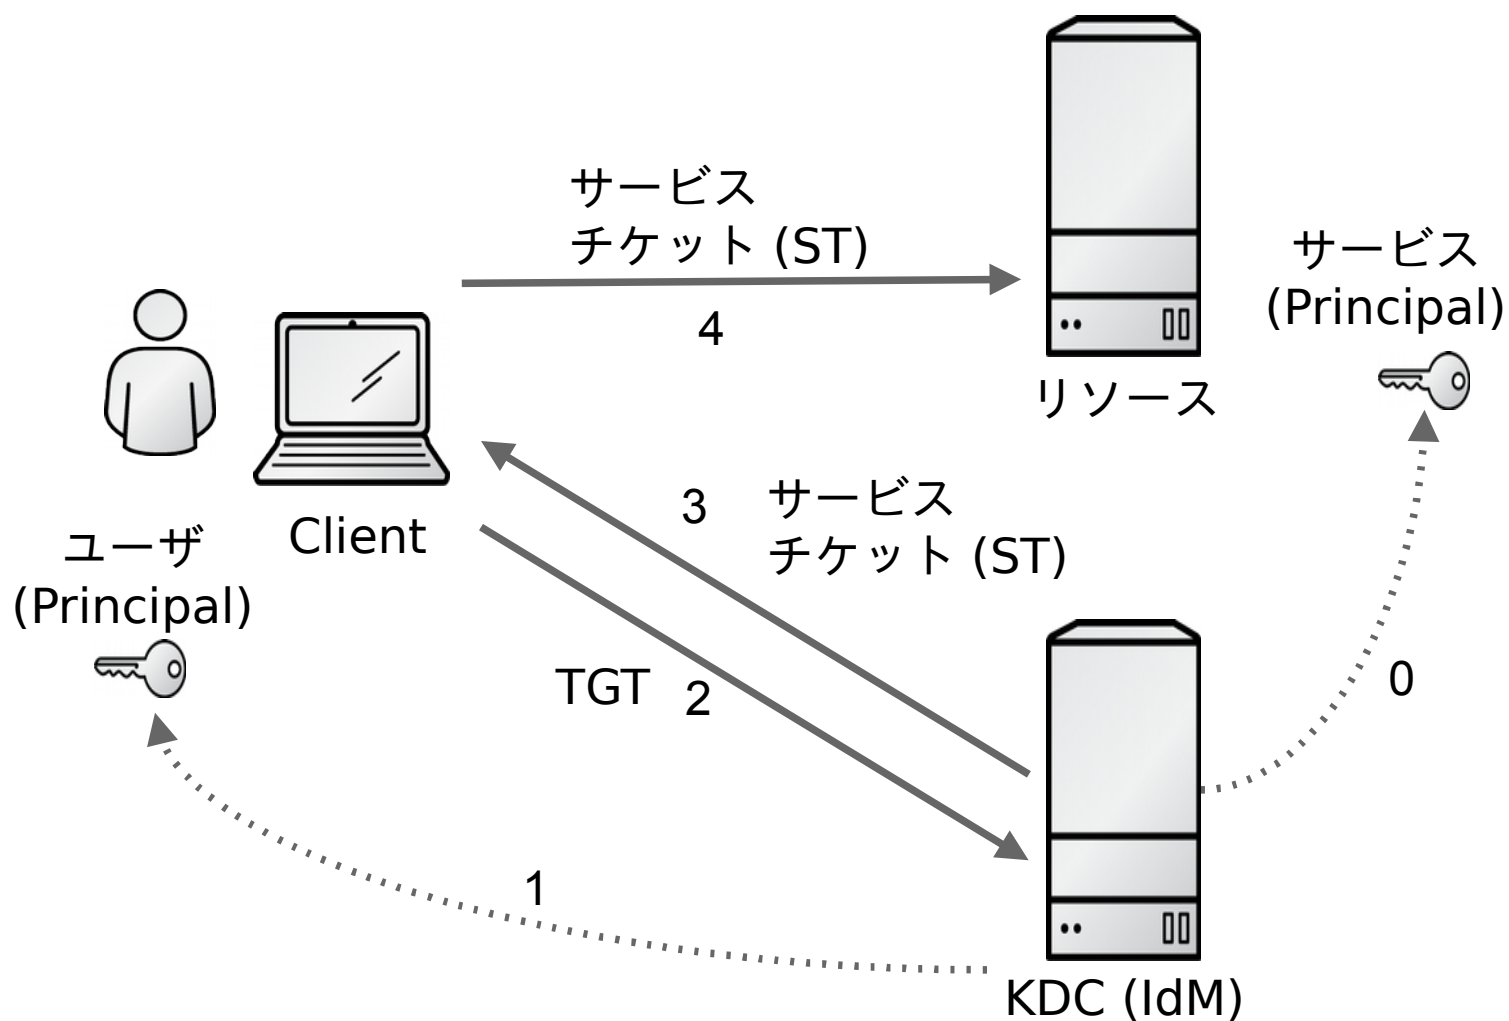 サービス
チケット (ST)
4
サービス
(Principal)
リソース
Client
ユーザ
(Principal)
3
サービス
チケット (ST)
TGT
2
0
1
KDC (IdM)